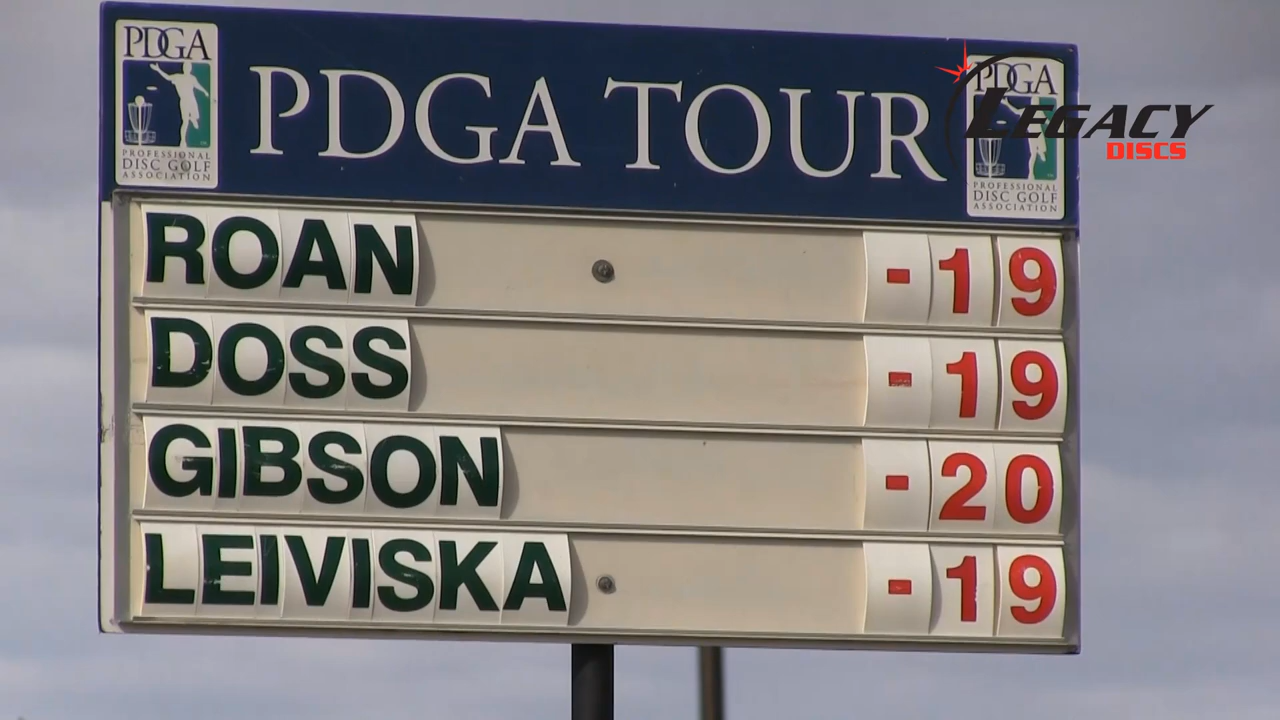 PDGA
PROFESSIONAL
DISC GOLF
ASSOCIATION
PDGA TOUR
PDGA
PROFESSIONAL
DISC GOLF
ASSOCIATION
LEGACY
DISCS
ROAN -19
DOSS -19
GIBSON -20
LEIVISKA -19